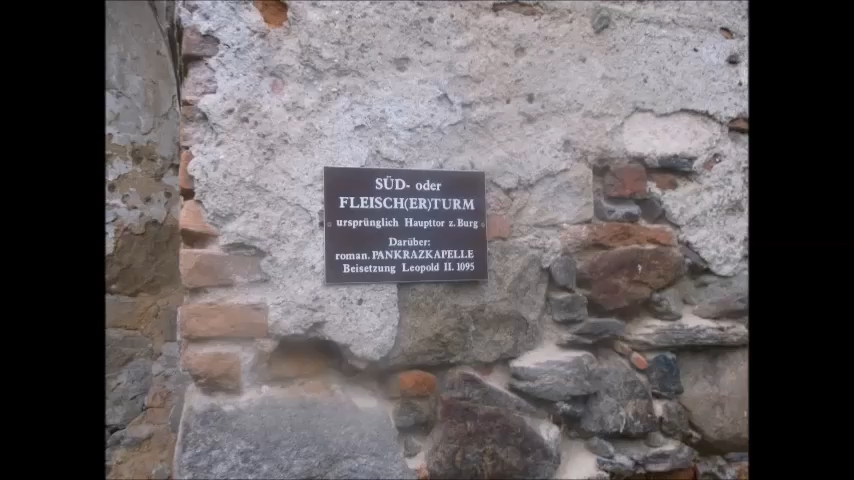 SÜD- oder
FLEISCH(ER)TURM
ursprünglich Haupttor z. Burg
Darüber:
roman. PANKRAZKAPELLE
Beisetzung Leopold II. 1095